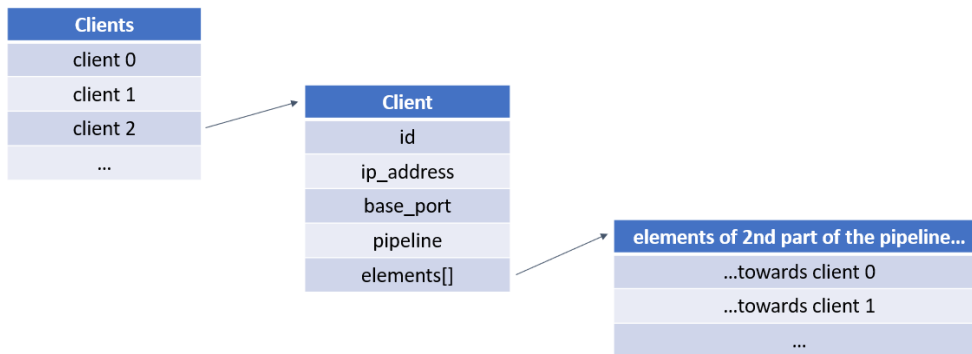 Clients
client 0
client 1
client 2
...
Client
id
ip_address
base_port
pipeline
elements[]
elements of 2nd part of the pipeline...
...towards client 0
...towards client 1
...